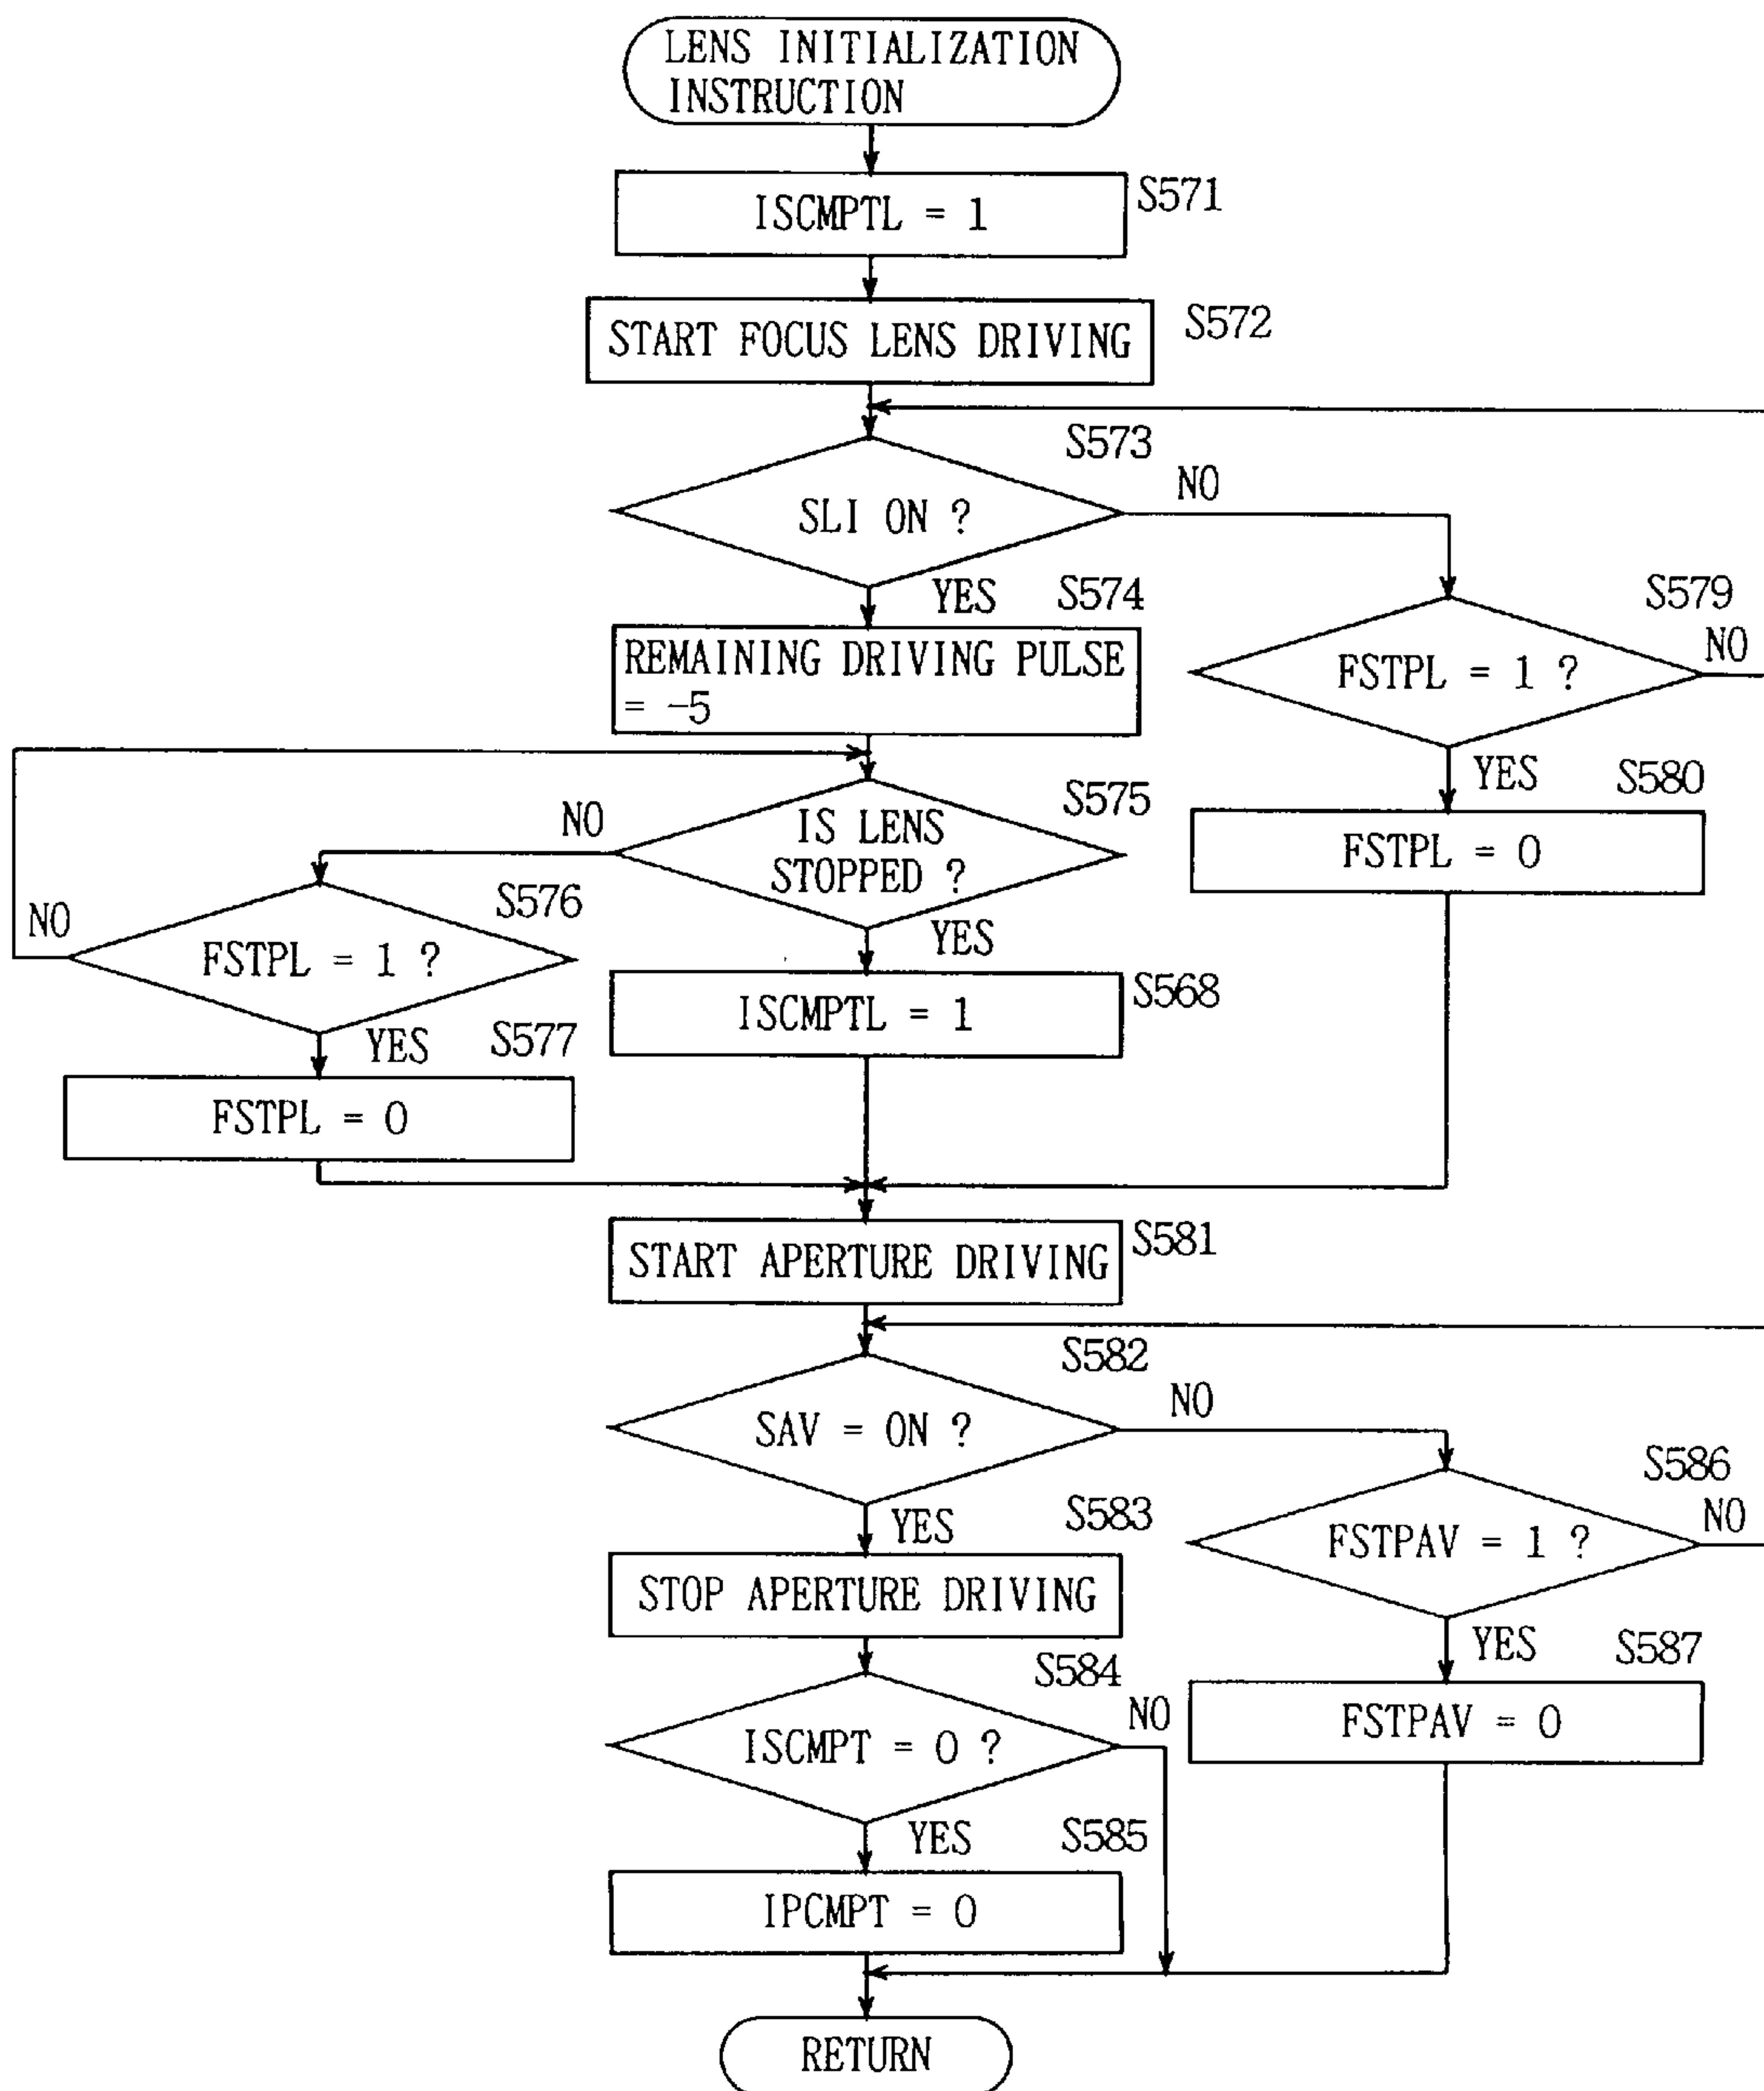 LENS INITIALIZATION
INSTRUCTION
ISCMPTL = 1
S571
START FOCUS LENS DRIVING
S572
S573
SLI ON ?
NO
YES
S574
REMAINING DRIVING PULSE
= -5
S579
FSTPL = 1 ?
NO
YES
S580
FSTPL = 0
S575
IS LENS
STOPPED ?
NO
YES
S576
FSTPL = 1 ?
NO
YES
S577
FSTPL = 0
S568
ISCMPTL = 1
START APERTURE DRIVING
S581
S582
SAV = ON ?
NO
YES
S583
STOP APERTURE DRIVING
S586
FSTPAV = 1 ?
NO
YES
S587
FSTPAV = 0
S584
ISCMPT = 0 ?
NO
YES
S585
IPCMPT = 0
RETURN